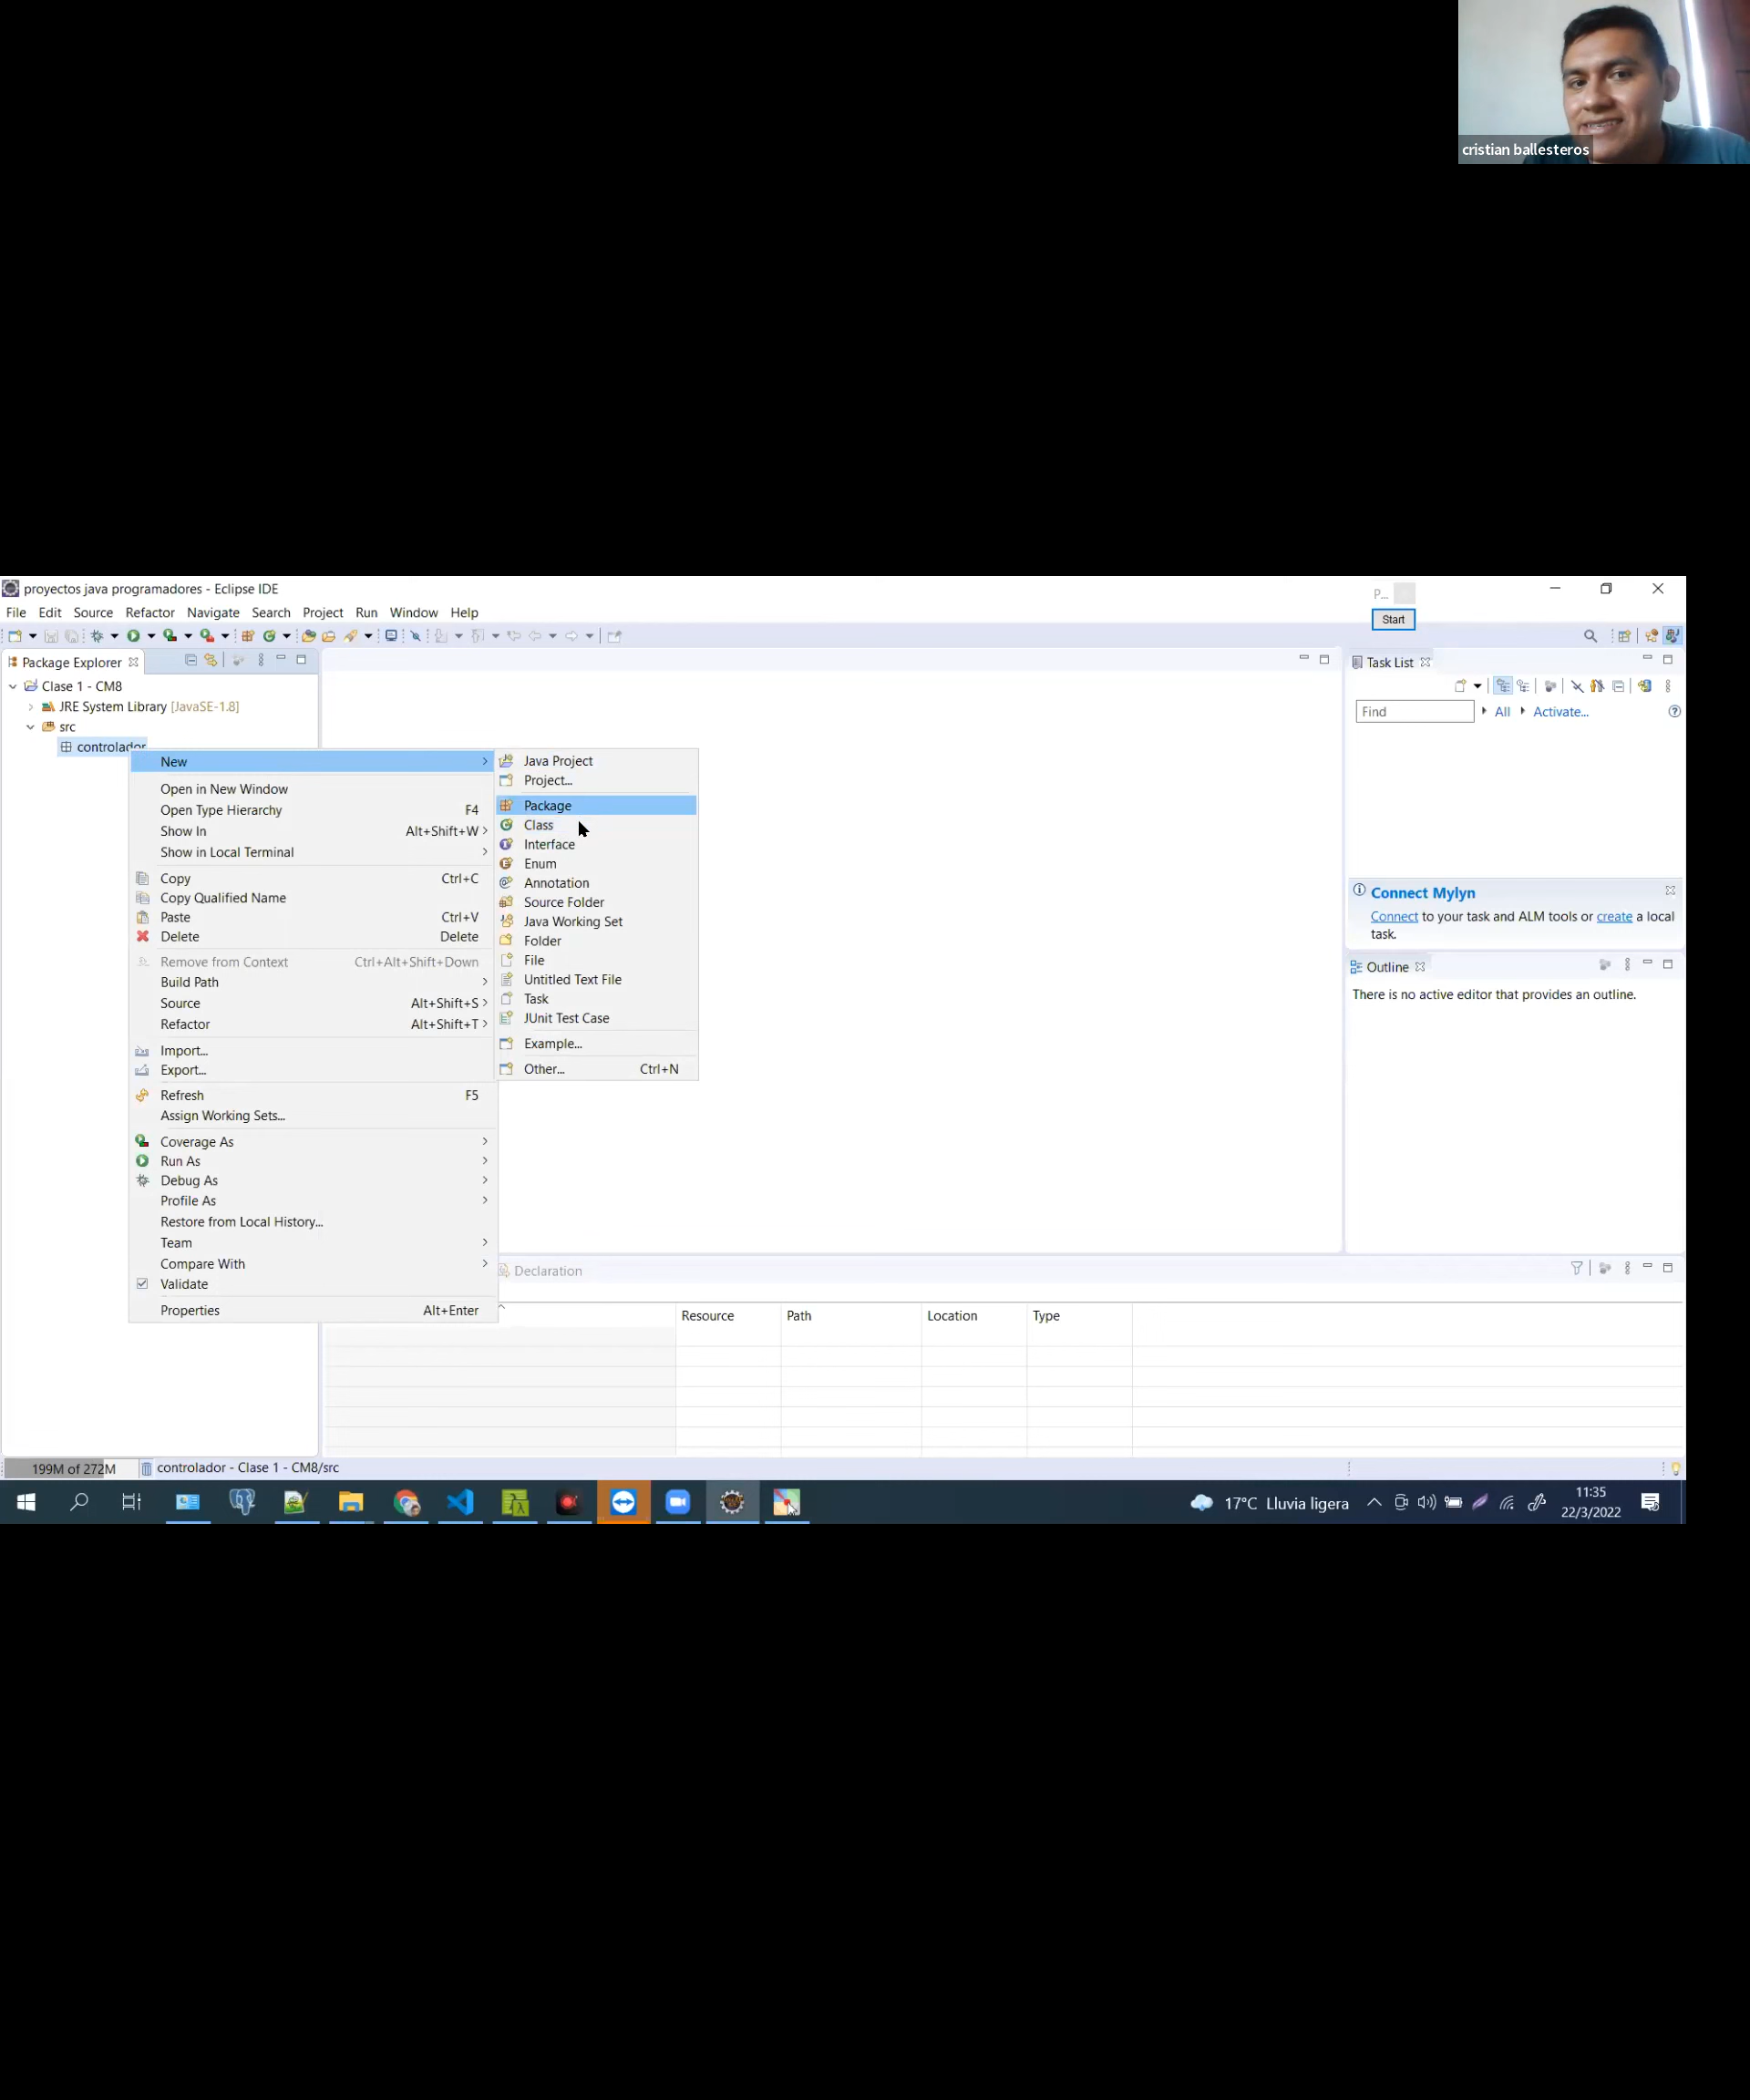 cristian ballesteros
proyectos java programadores - Eclipse IDE
P...
File Edit Source Refactor Navigate Search Project Run Window Help
Start
Package Explorer
Task List
Clase 1 - CM8
JRE System Library [JavaSE-1.8]
src
controlador
Find
All
Activate...
New
Open in New Window
Open Type Hierarchy F4
Show In Alt+Shift+W
Show in Local Terminal
Copy Ctrl+C
Copy Qualified Name
Paste Ctrl+V
Delete Delete
Remove from Context Ctrl+Alt+Shift+Down
Build Path
Source Alt+Shift+S
Refactor Alt+Shift+T
Import...
Export...
Refresh F5
Assign Working Sets...
Coverage As
Run As
Debug As
Profile As
Restore from Local History...
Team
Compare With
Validate
Properties Alt+Enter
Java Project
Project...
Package
Class
Interface
Enum
Annotation
Source Folder
Java Working Set
Folder
File
Untitled Text File
Task
JUnit Test Case
Example...
Other... Ctrl+N
Connect Mylyn
Connect to your task and ALM tools or create a local
task.
Outline
There is no active editor that provides an outline.
Declaration
Resource Path Location Type
199M of 272M
controlador - Clase 1 - CM8/src
17°C Lluvia ligera
11:35
22/3/2022